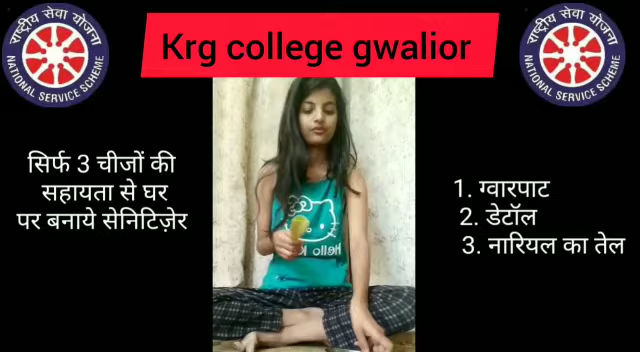 राष्ट्रीय सेवा योजना
NATIONAL SERVICE SCHEME
Krg college gwalior
राष्ट्रीय सेवा योजना
NATIONAL SERVICE SCHEME
सिर्फ 3 चीजों की
सहायता से घर
पर बनाये सेनिटिज़ेर
Hello K
1. ग्वारपाट
2. डेटॉल
3. नारियल का तेल